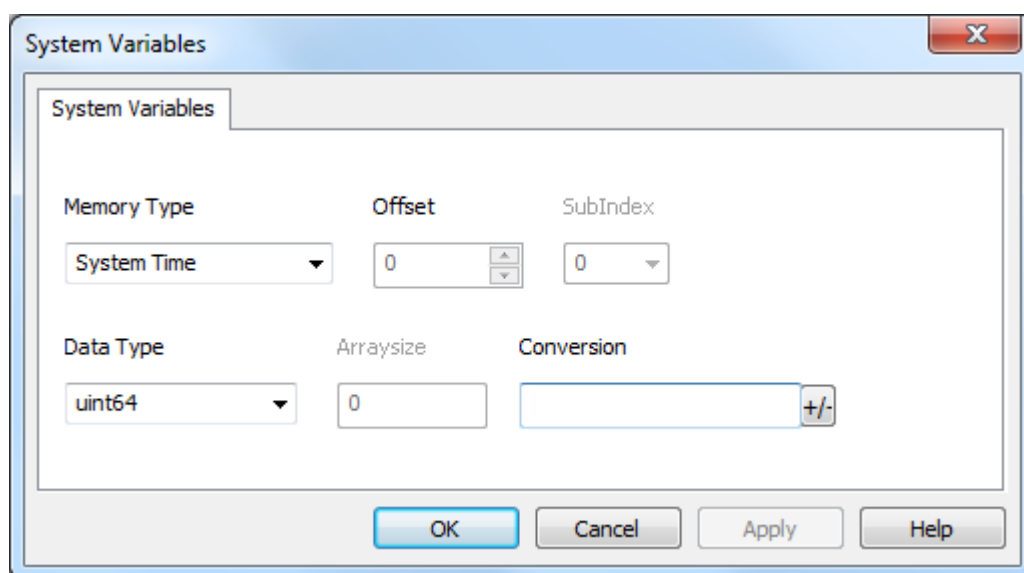 System Variables
System Variables
Memory Type Offset SubIndex
System Time 0 0
Data Type Arraysize Conversion
uint64 0 +/-
OK Cancel Apply Help